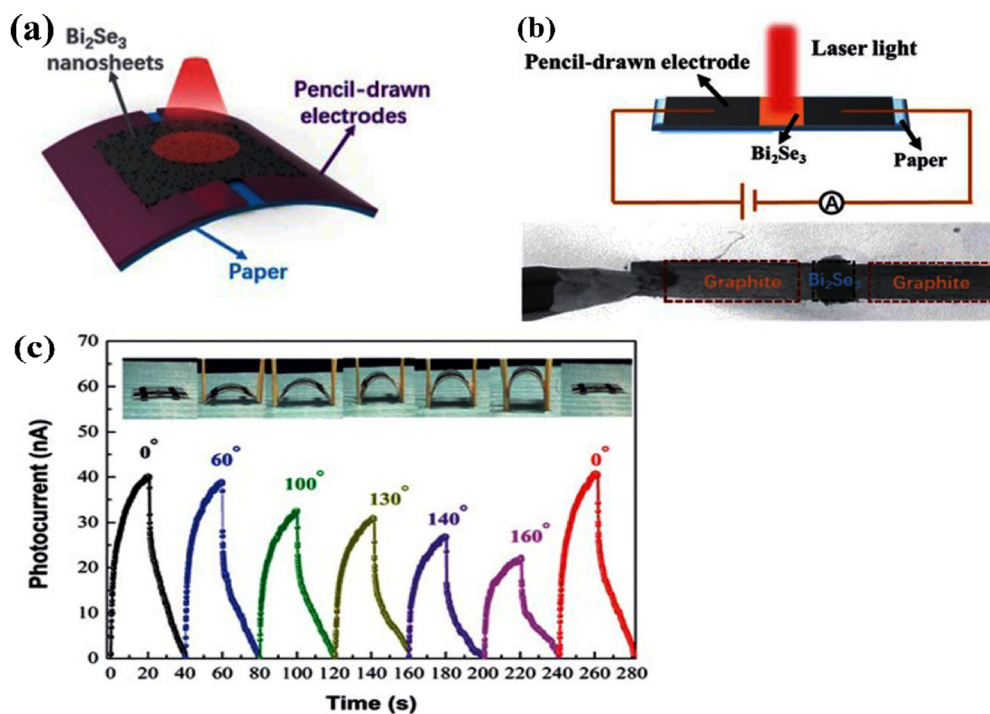 (a)
Bi₂Se₃
nanosheets
Pencil-drawn
electrodes
Paper
(b)
Laser light
Pencil-drawn electrode
Bi₂Se₃
Paper
A
Graphite
Bi₂Se₃
Graphite
(c)
70
60
50
40
30
20
10
0
Photocurrent (nA)
0°
60°
100°
130°
140°
160°
0°
0 20 40 60 80 100 120 140 160 180 200 220 240 260 280
Time (s)